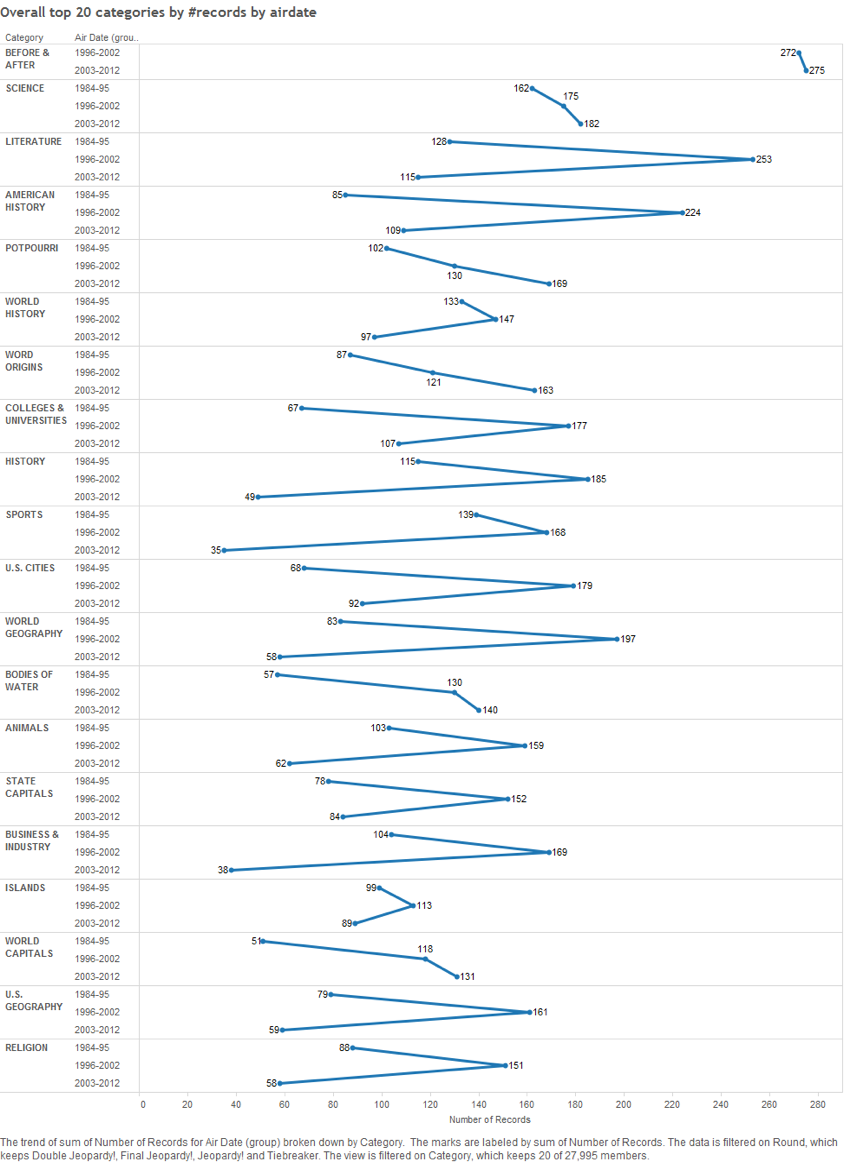 Overall top 20 categories by #records by airdate
Category Air Date (grou..
BEFORE & AFTER 1996-2002 272
2003-2012 275
SCIENCE 1984-95 162
1996-2002 175
2003-2012 182
LITERATURE 1984-95 128
1996-2002 253
2003-2012 115
AMERICAN HISTORY 1984-95 85
1996-2002 224
2003-2012 109
POTPOURRI 1984-95 102
1996-2002 130
2003-2012 169
WORLD HISTORY 1984-95 133
1996-2002 147
2003-2012 97
WORD ORIGINS 1984-95 87
1996-2002 121
2003-2012 163
COLLEGES & UNIVERSITIES 1984-95 67
1996-2002 177
2003-2012 107
HISTORY 1984-95 115
1996-2002 185
2003-2012 49
SPORTS 1984-95 139
1996-2002 168
2003-2012 35
U.S. CITIES 1984-95 68
1996-2002 179
2003-2012 92
WORLD GEOGRAPHY 1984-95 83
1996-2002 197
2003-2012 58
BODIES OF WATER 1984-95 57
1996-2002 130
2003-2012 140
ANIMALS 1984-95 103
1996-2002 159
2003-2012 62
STATE CAPITALS 1984-95 78
1996-2002 152
2003-2012 84
BUSINESS & INDUSTRY 1984-95 104
1996-2002 169
2003-2012 38
ISLANDS 1984-95 99
1996-2002 113
2003-2012 89
WORLD CAPITALS 1984-95 51
1996-2002 118
2003-2012 131
U.S. GEOGRAPHY 1984-95 79
1996-2002 161
2003-2012 59
RELIGION 1984-95 88
1996-2002 151
2003-2012 58
0 20 40 60 80 100 120 140 160 180 200 220 240 260 280
Number of Records
The trend of sum of Number of Records for Air Date (group) broken down by Category. The marks are labeled by sum of Number of Records. The data is filtered on Round, which
keeps Double Jeopardy!, Final Jeopardy!, Jeopardy! and Tiebreaker. The view is filtered on Category, which keeps 20 of 27,995 members.